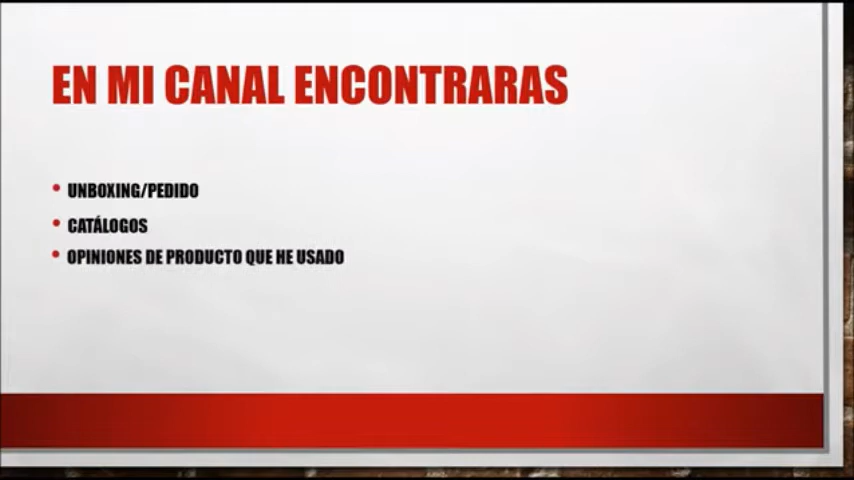 EN MI CANAL ENCONTRARAS
• UNBOXING/PEDIDO
• CATÁLOGOS
• OPINIONES DE PRODUCTO QUE HE USADO